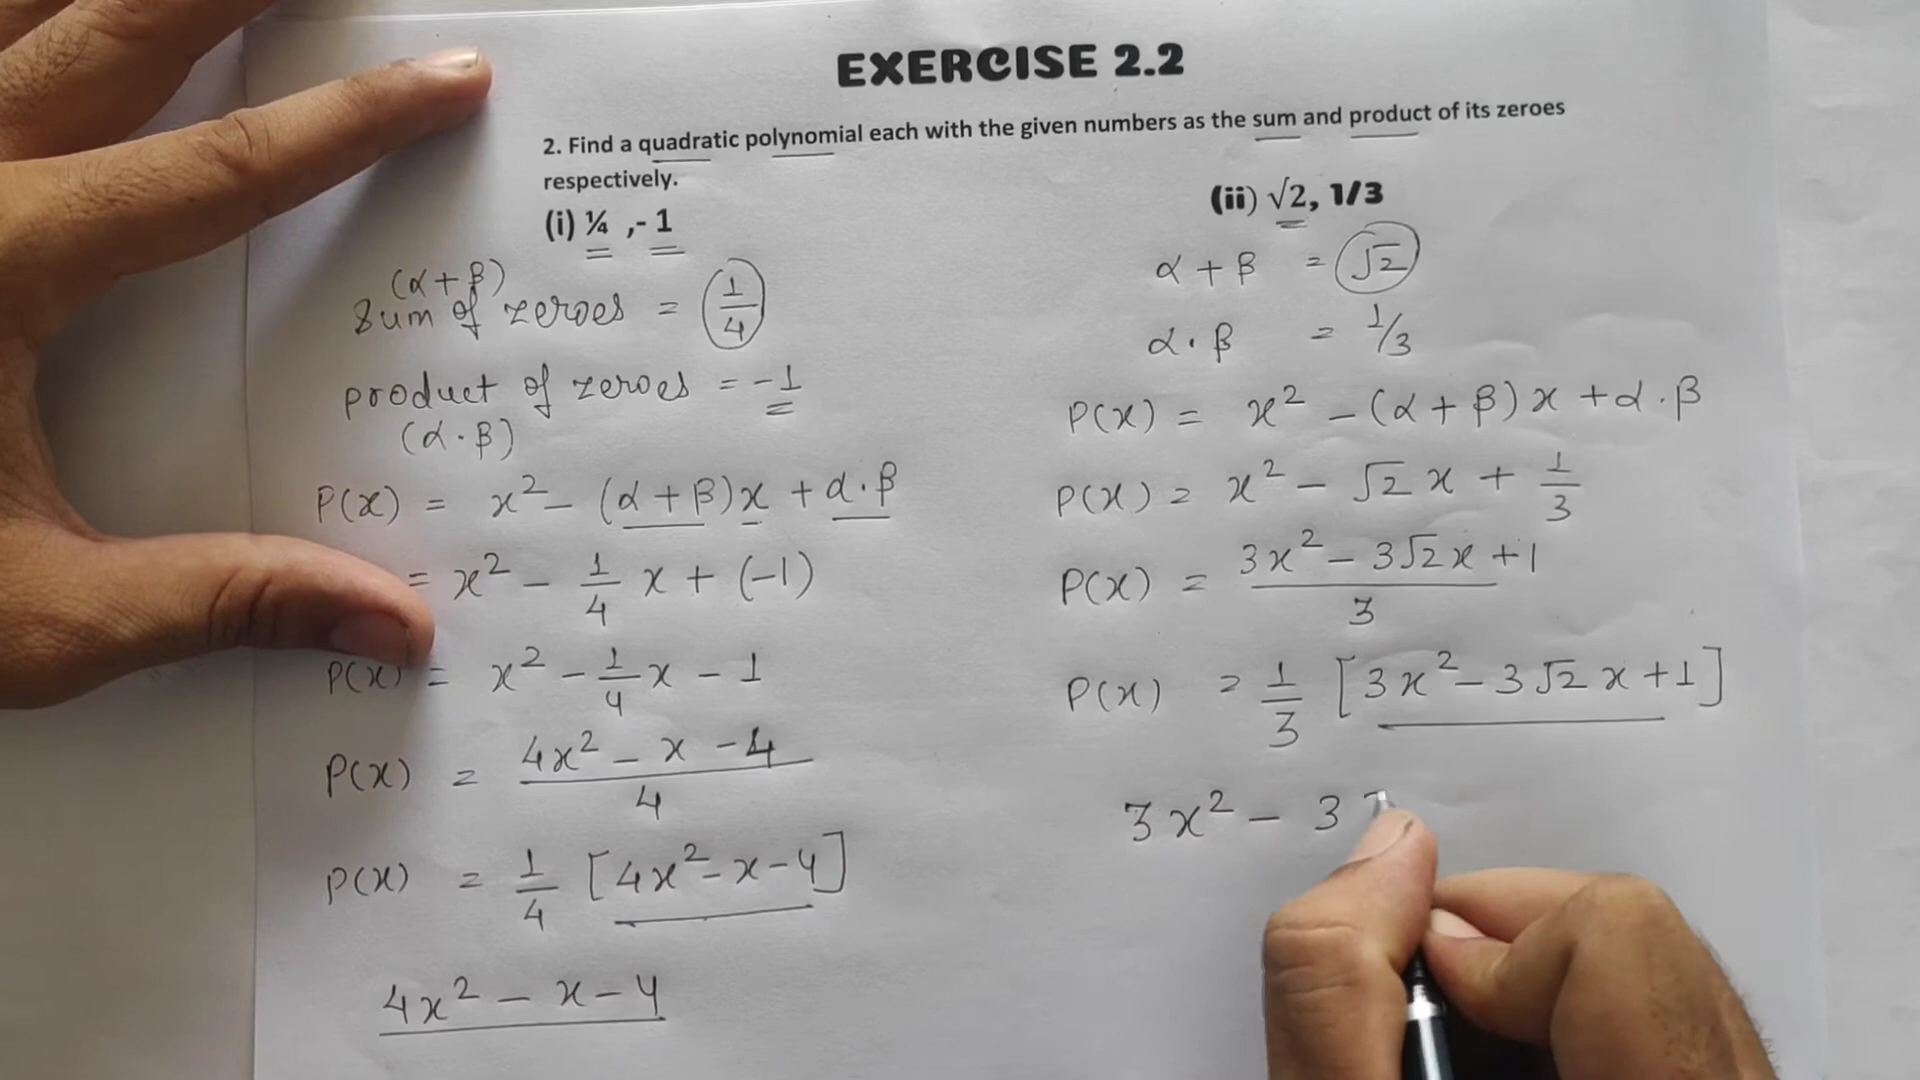 EXERCISE 2.2
2. Find a quadratic polynomial each with the given numbers as the sum and product of its zeroes
respectively.
(i) ¼ ,- 1
(α + β)
Sum of zeroes = 1/4
product of zeroes = -1
(α · β)
P(x) = x² - (α + β)x + α · β
= x² - 1/4 x + (-1)
P(x) = x² - 1/4 x - 1
P(x) = 4x² - x - 4 / 4
P(x) = 1/4 [4x² - x - 4]
4x² - x - 4
(ii) √2, 1/3
α + β = √2
α · β = 1/3
P(x) = x² - (α + β) x + α · β
P(x) = x² - √2 x + 1/3
P(x) = 3x² - 3√2x + 1 / 3
P(x) = 1/3 [3x² - 3√2 x + 1]
3x² - 3